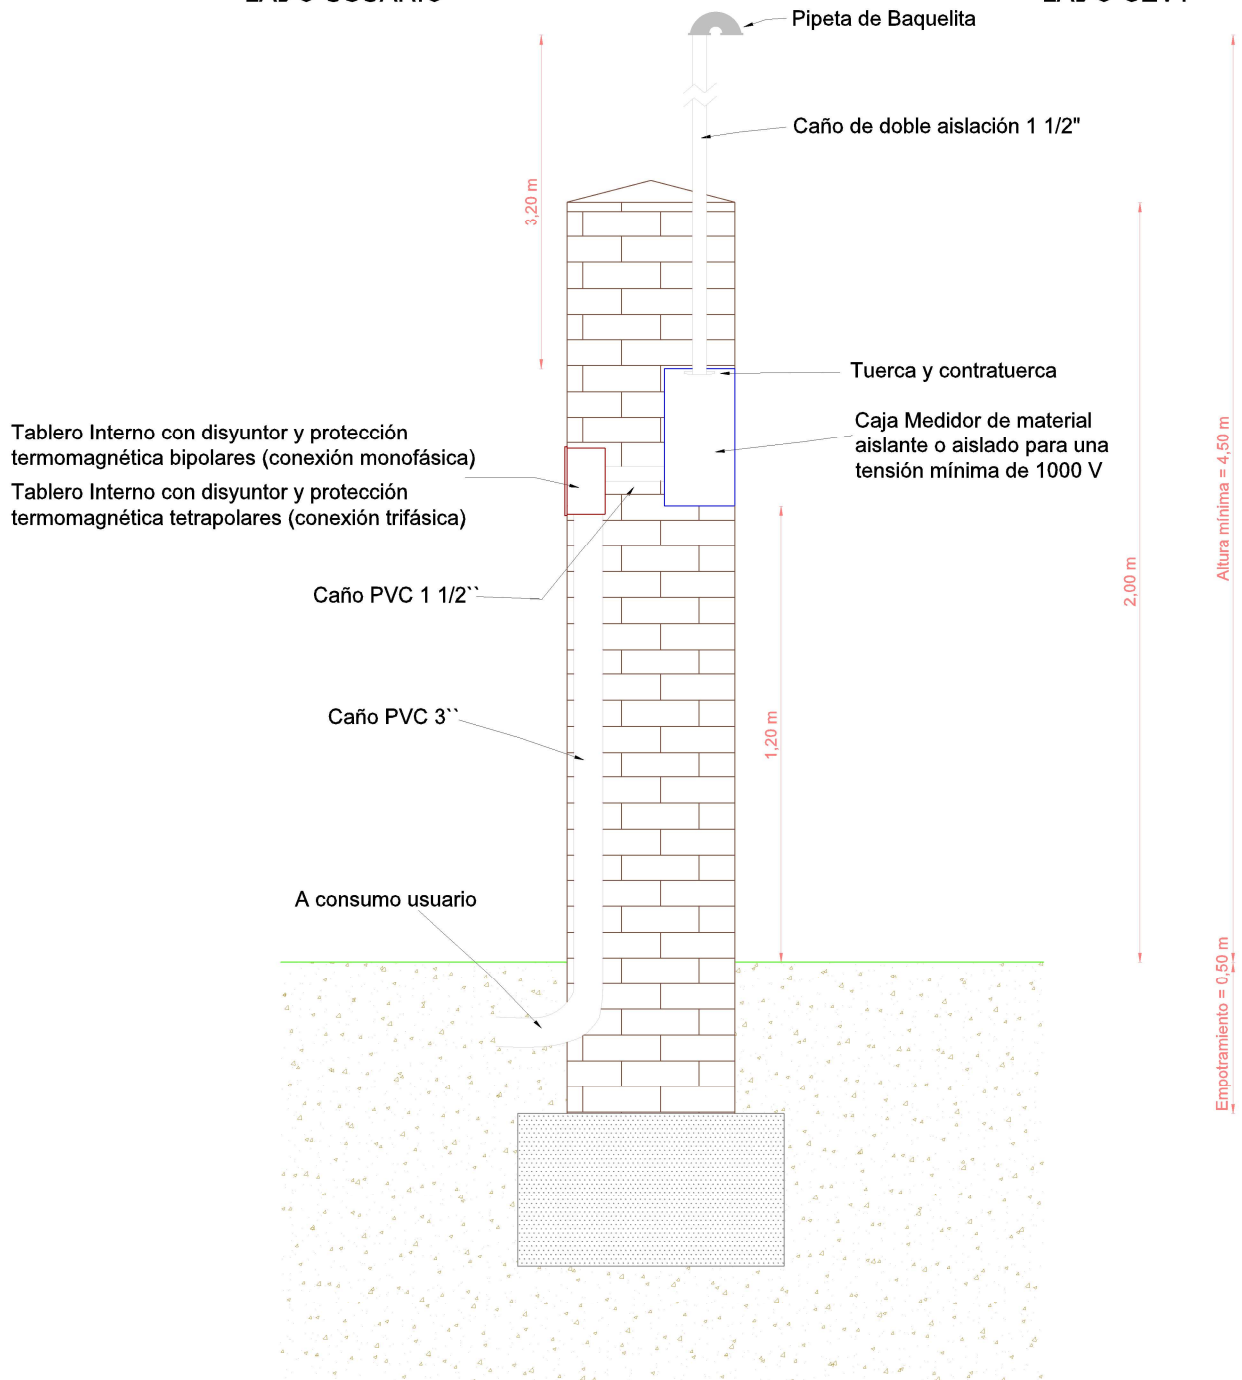 Pipeta de Baquelita
Caño de doble aislación 1 1/2"
3,20 m
Tuerca y contratuerca
Caja Medidor de material
aislante o aislado para una
tensión mínima de 1000 V
Tablero Interno con disyuntor y protección
termomagnética bipolares (conexión monofásica)
Tablero Interno con disyuntor y protección
termomagnética tetrapolares (conexión trifásica)
Altura mínima = 4,50 m
2,00 m
Caño PVC 1 1/2``
Caño PVC 3``
1,20 m
A consumo usuario
Empotramiento = 0,50 m